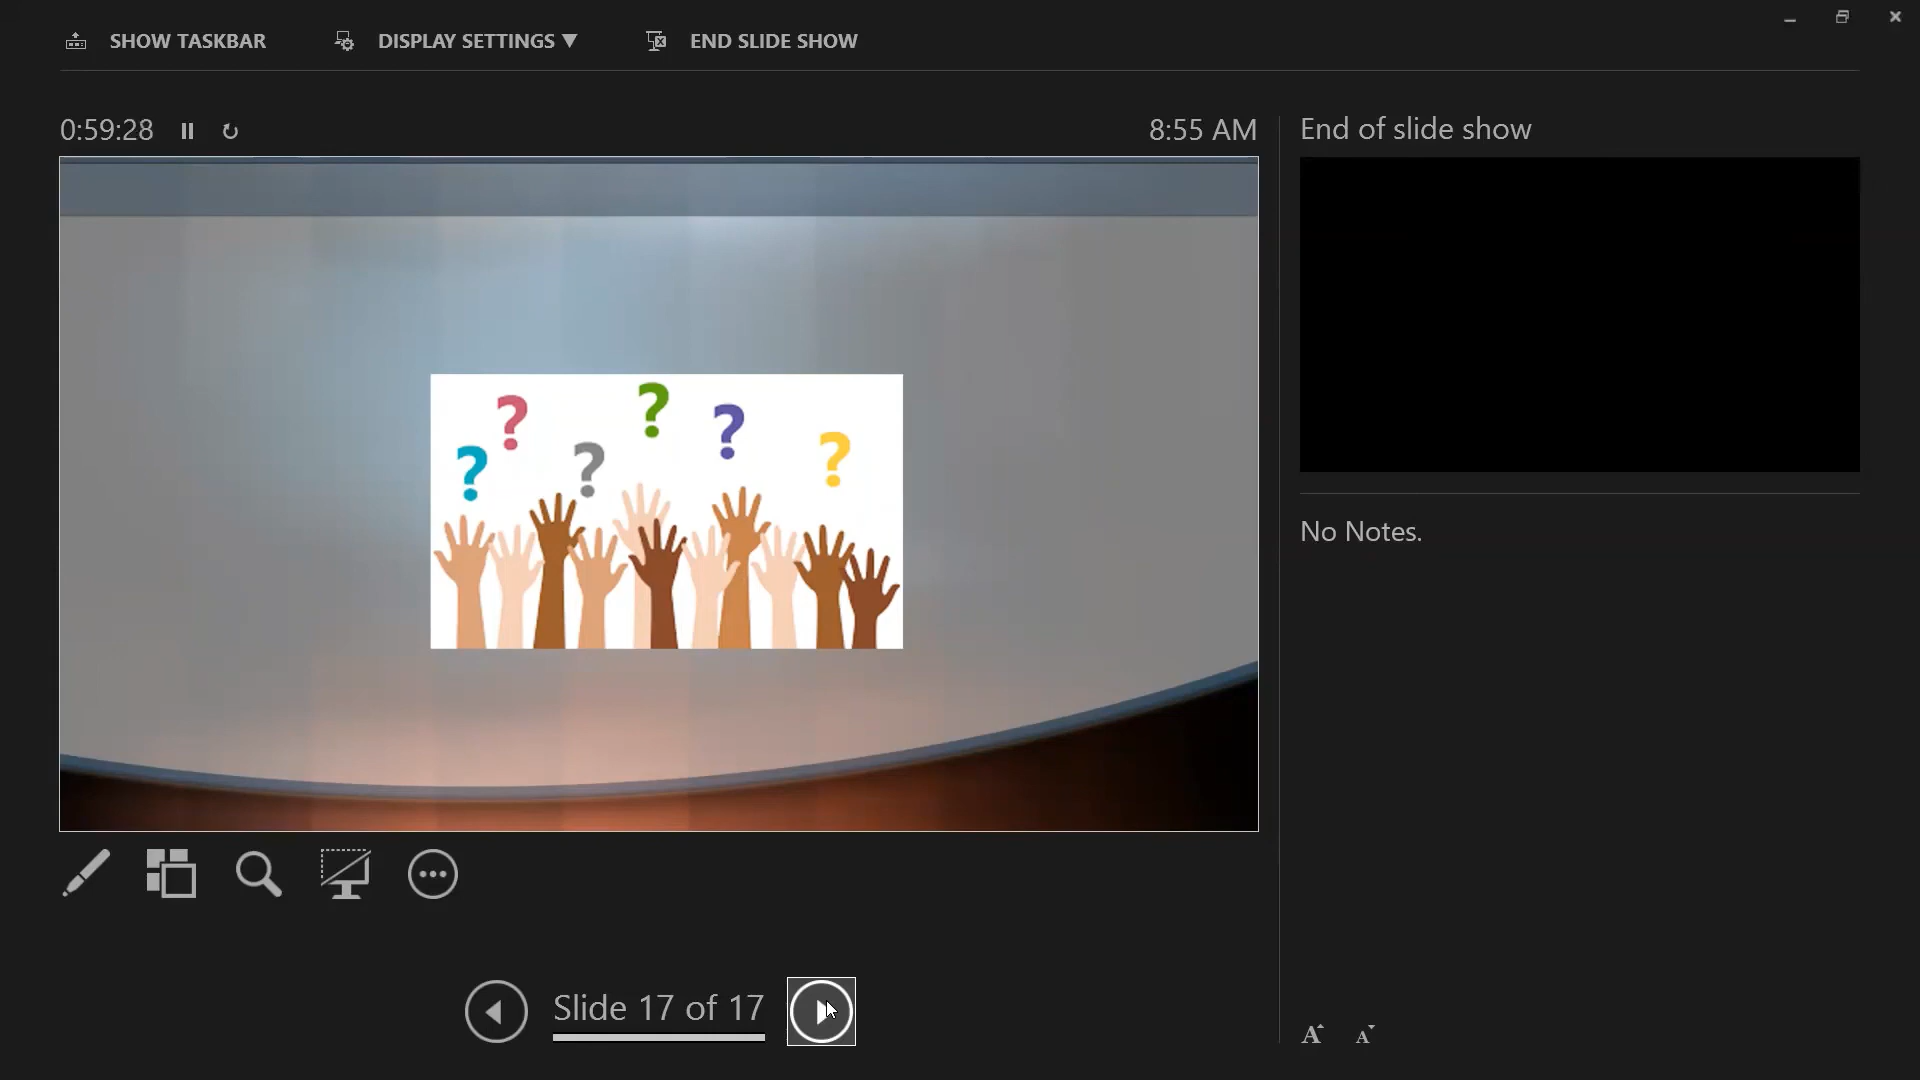 SHOW TASKBAR
DISPLAY SETTINGS ▼
END SLIDE SHOW
0:59:28
8:55 AM
End of slide show
? ? ? ? ? ?
No Notes.
Slide 17 of 17
A A